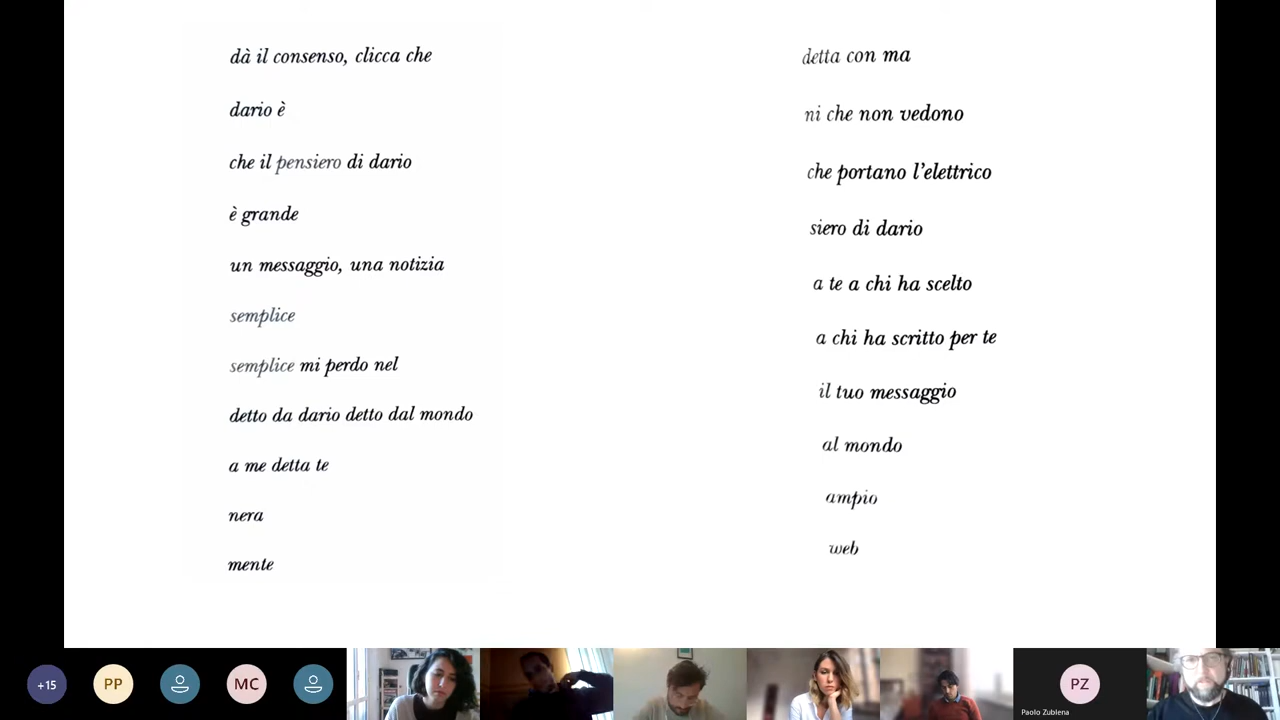 dà il consenso, clicca che
dario è
che il pensiero di dario
è grande
un messaggio, una notizia
semplice
semplice mi perdo nel
detto da dario detto dal mondo
a me detta te
nera
mente
detta con ma
ni che non vedono
che portano l’elettrico
siero di dario
a te a chi ha scelto
a chi ha scritto per te
il tuo messaggio
al mondo
ampio
web
+15
PP
MC
PZ
Paolo Zublena